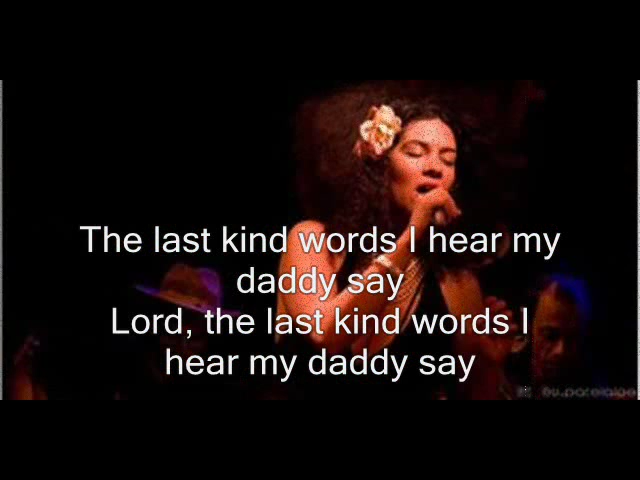 The last kind words I hear my
daddy say
Lord, the last kind words I
hear my daddy say